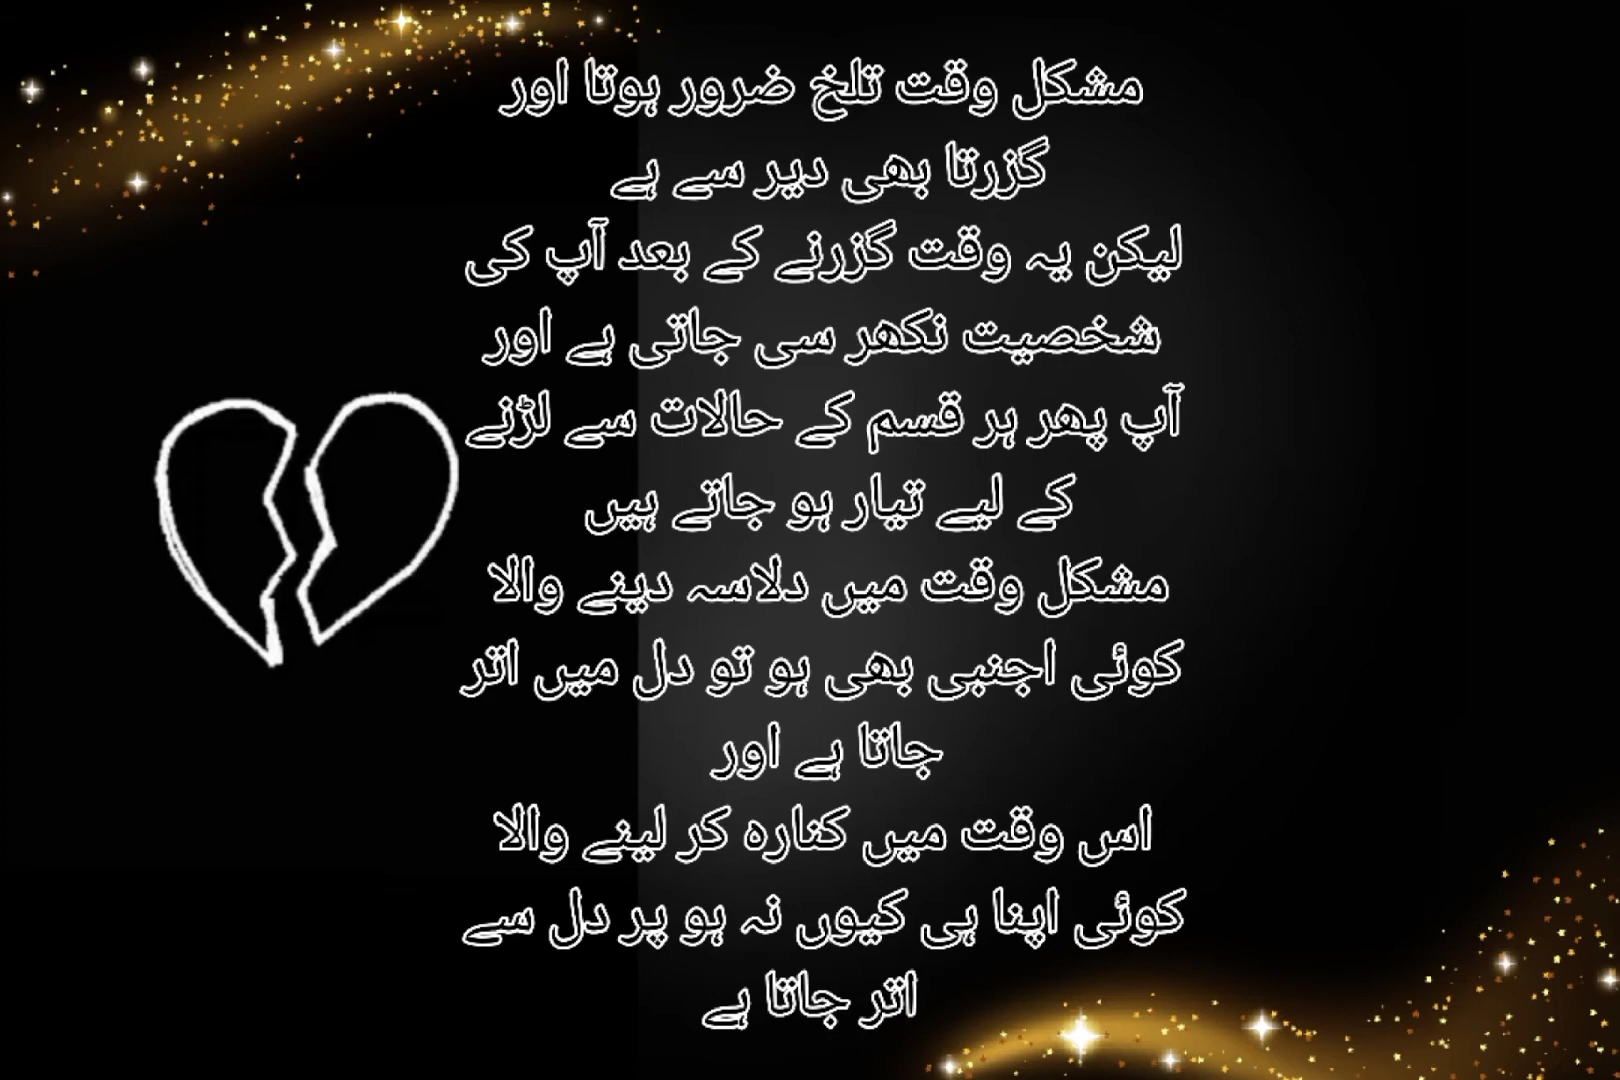 مشکل وقت تلخ ضرور ہوتا اور
گزرتا بھی دیر سے ہے
لیکن یہ وقت گزرنے کے بعد آپ کی
شخصیت نکھر سی جاتی ہے اور
آپ پھر ہر قسم کے حالات سے لڑنے
کے لیے تیار ہو جاتے ہیں
مشکل وقت میں دلاسہ دینے والا
کوئی اجنبی بھی ہو تو دل میں اتر
جاتا ہے اور
اس وقت میں کنارہ کر لینے والا
کوئی اپنا ہی کیوں نہ ہو پر دل سے
اتر جاتا ہے